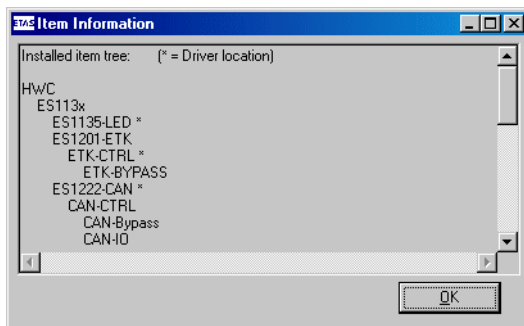 ETAS Item Information
Installed item tree: (* = Driver location)
HWC
ES113x
ES1135-LED *
ES1201-ETK
ETK-CTRL *
ETK-BYPASS
ES1222-CAN *
CAN-CTRL
CAN-Bypass
CAN-IO
OK